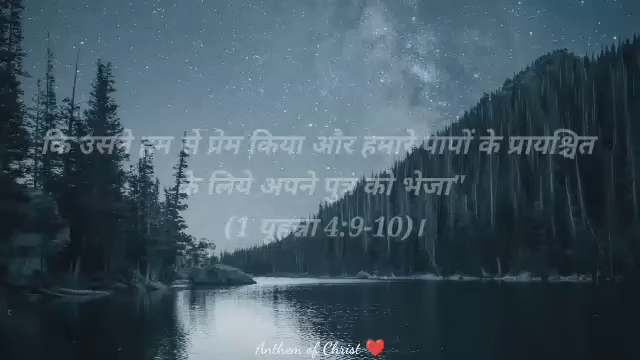 कि उसने हम से प्रेम किया और हमारे पापों के प्रायश्चित
के लिये अपने पुत्र को भेजा"
(1 यूहन्ना 4:9-10)।
Anthem of Christ ❤️